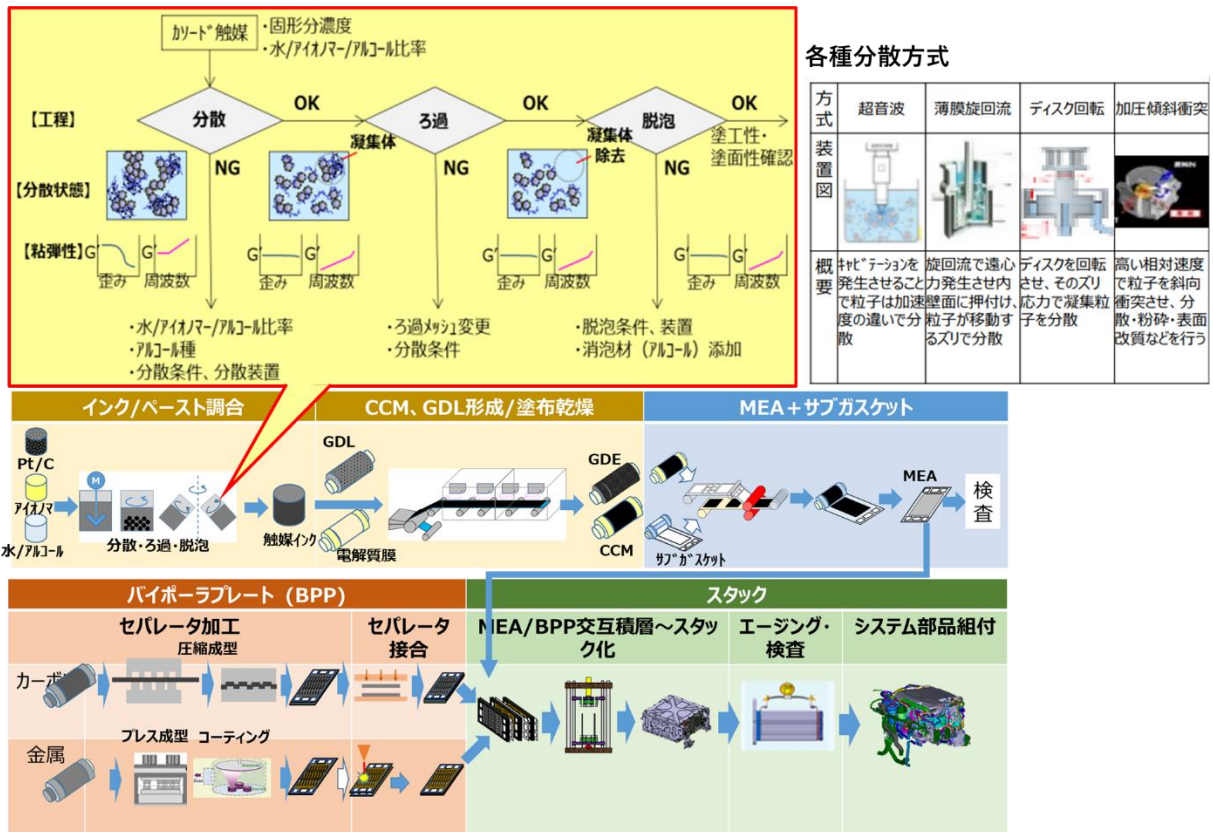 カソード触媒
・固形分濃度
・水/アイオノマー/アルコール比率
【工程】
分散
OK
ろ過
OK
脱泡
OK
塗工性・
塗面性確認
NG
凝集体
NG
凝集体
除去
NG
【分散状態】
【粘弾性】
G'
歪み
G'
周波数
G'
歪み
G'
周波数
G'
歪み
G'
周波数
G'
歪み
G'
周波数
・水/アイオノマー/アルコール比率
・アルコール種
・分散条件、分散装置
・ろ過メッシュ変更
・分散条件
・脱泡条件、装置
・消泡材（アルコール）添加
各種分散方式
方式
超音波
薄膜旋回流
ディスク回転
加圧傾斜衝突
装置図
概要
キャビテーションを
発生させること
で粒子は加速
度の違いで分
散
旋回流で遠心
力発生させ内
壁面に押付け、
粒子が移動す
るズリで分散
ディスクを回転
させ、そのズリ
応力で凝集粒
子を分散
高い相対速度
で粒子を斜向
衝突させ、分
散・粉砕・表面
改質などを行う
インク/ペースト調合
CCM、GDL形成/塗布乾燥
MEA＋サブガスケット
Pt/C
アイオノマ
水/アルコール
M
分散・ろ過・脱泡
触媒インク
GDL
電解質膜
GDE
CCM
サブガスケット
MEA
検査
バイポーラプレート（BPP）
スタック
セパレータ加工
圧縮成型
セパレータ
接合
MEA/BPP交互積層～スタッ
ク化
エージング・
検査
システム部品組付
カーボ
金属
プレス成型
コーティング